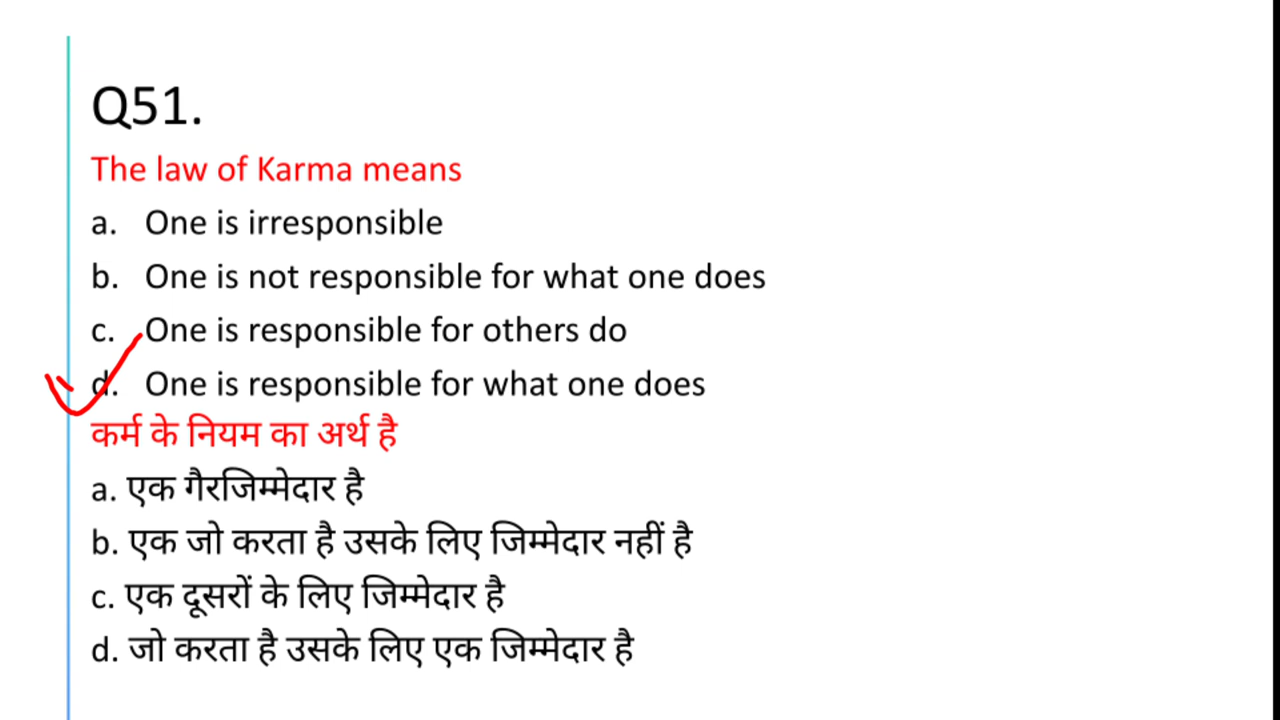 Q51.
The law of Karma means
a. One is irresponsible
b. One is not responsible for what one does
c. One is responsible for others do
d. One is responsible for what one does
कर्म के नियम का अर्थ है
a. एक गैरजिम्मेदार है
b. एक जो करता है उसके लिए जिम्मेदार नहीं है
c. एक दूसरों के लिए जिम्मेदार है
d. जो करता है उसके लिए एक जिम्मेदार है